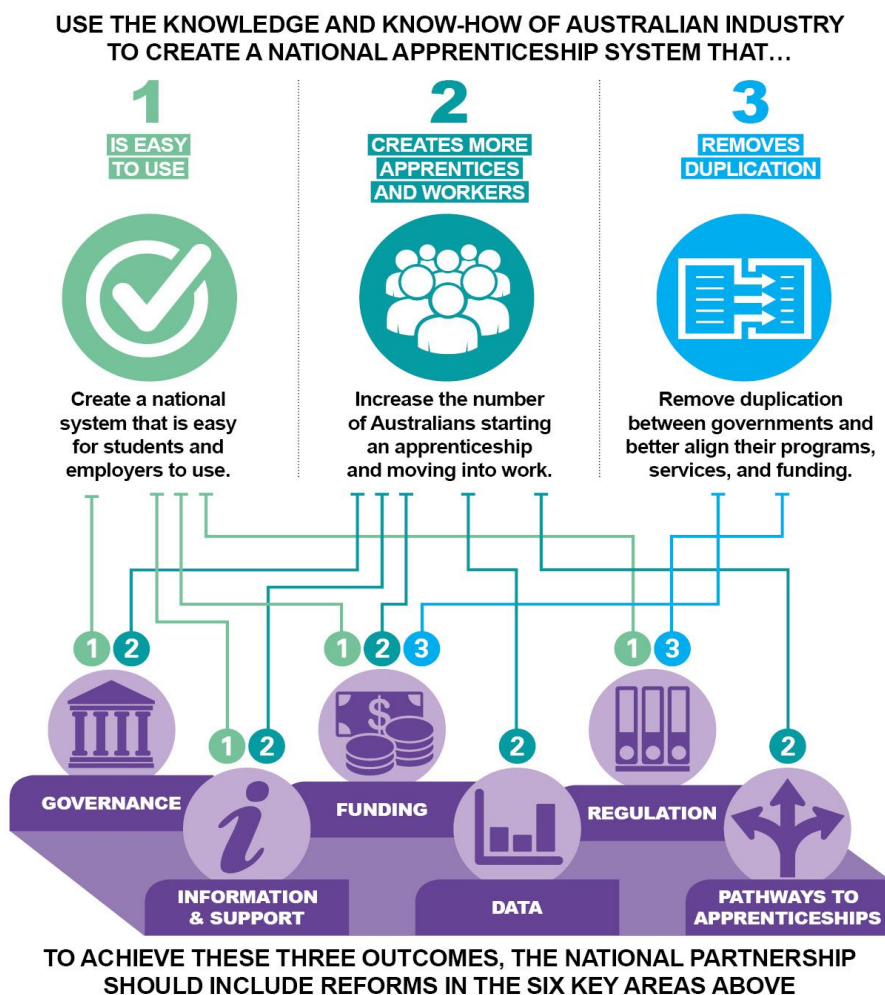 USE THE KNOWLEDGE AND KNOW-HOW OF AUSTRALIAN INDUSTRY
TO CREATE A NATIONAL APPRENTICESHIP SYSTEM THAT...
1
IS EASY
TO USE
Create a national
system that is easy
for students and
employers to use.
2
CREATES MORE
APPRENTICES
AND WORKERS
Increase the number
of Australians starting
an apprenticeship
and moving into work.
3
REMOVES
DUPLICATION
Remove duplication
between governments and
better align their programs,
services, and funding.
1 2
GOVERNANCE
1 2
INFORMATION
& SUPPORT
1 2 3
$
FUNDING
2
DATA
1 3
REGULATION
2
PATHWAYS TO
APPRENTICESHIPS
TO ACHIEVE THESE THREE OUTCOMES, THE NATIONAL PARTNERSHIP
SHOULD INCLUDE REFORMS IN THE SIX KEY AREAS ABOVE